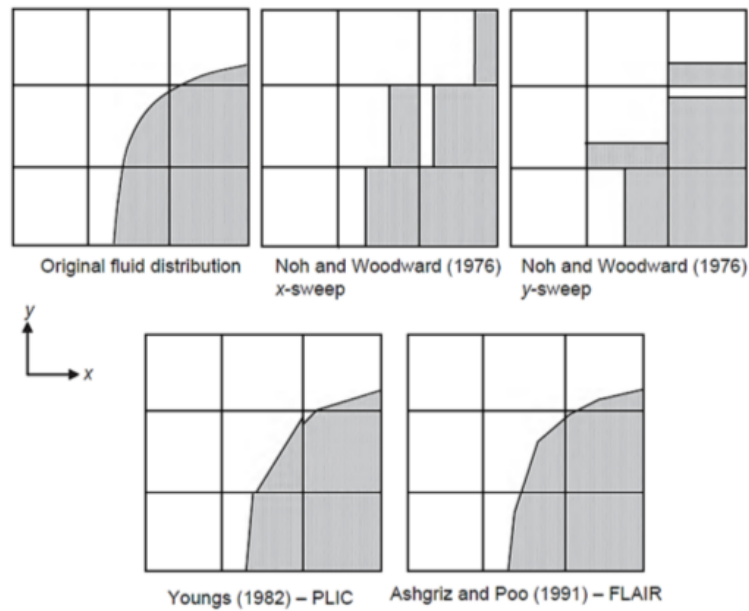 Original fluid distribution
Noh and Woodward (1976)
x-sweep
Noh and Woodward (1976)
y-sweep
y
x
Youngs (1982) – PLIC
Ashgriz and Poo (1991) – FLAIR